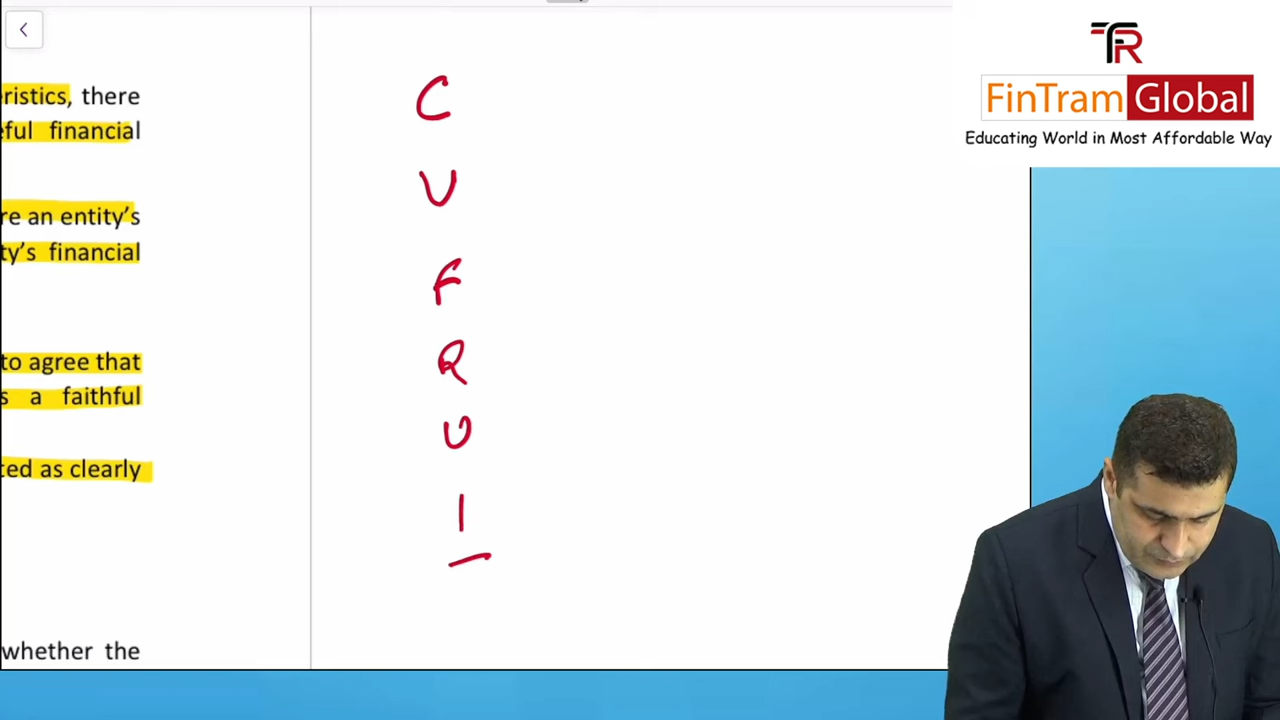 ristics, there
eful financial
re an entity's
ty's financial
to agree that
s a faithful
ted as clearly
whether the
C
U
F
R
U
I
TR
FinTram Global
Educating World in Most Affordable Way